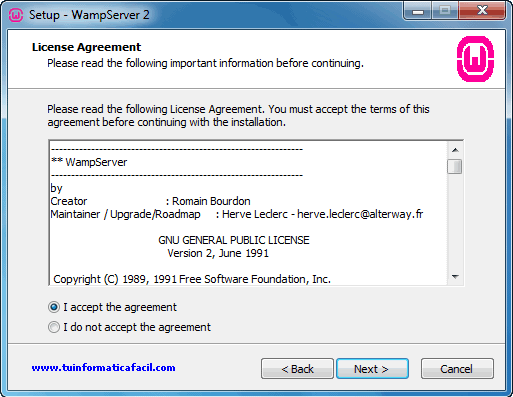 Setup - WampServer 2
License Agreement
Please read the following important information before continuing.
Please read the following License Agreement. You must accept the terms of this
agreement before continuing with the installation.
------------------------------------------------------------
** WampServer
------------------------------------------------------------
by
Creator : Romain Bourdon
Maintainer / Upgrade/Roadmap : Herve Leclerc - herve.leclerc@alterway.fr
GNU GENERAL PUBLIC LICENSE
Version 2, June 1991
Copyright (C) 1989, 1991 Free Software Foundation, Inc.
I accept the agreement
I do not accept the agreement
www.tuinformaticafacil.com
< Back Next > Cancel